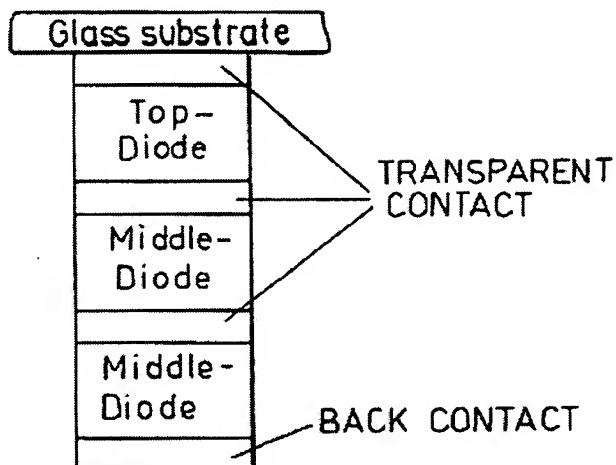 Glass substrate
Top-
Diode
TRANSPARENT
CONTACT
Middle-
Diode
Middle-
Diode
BACK CONTACT